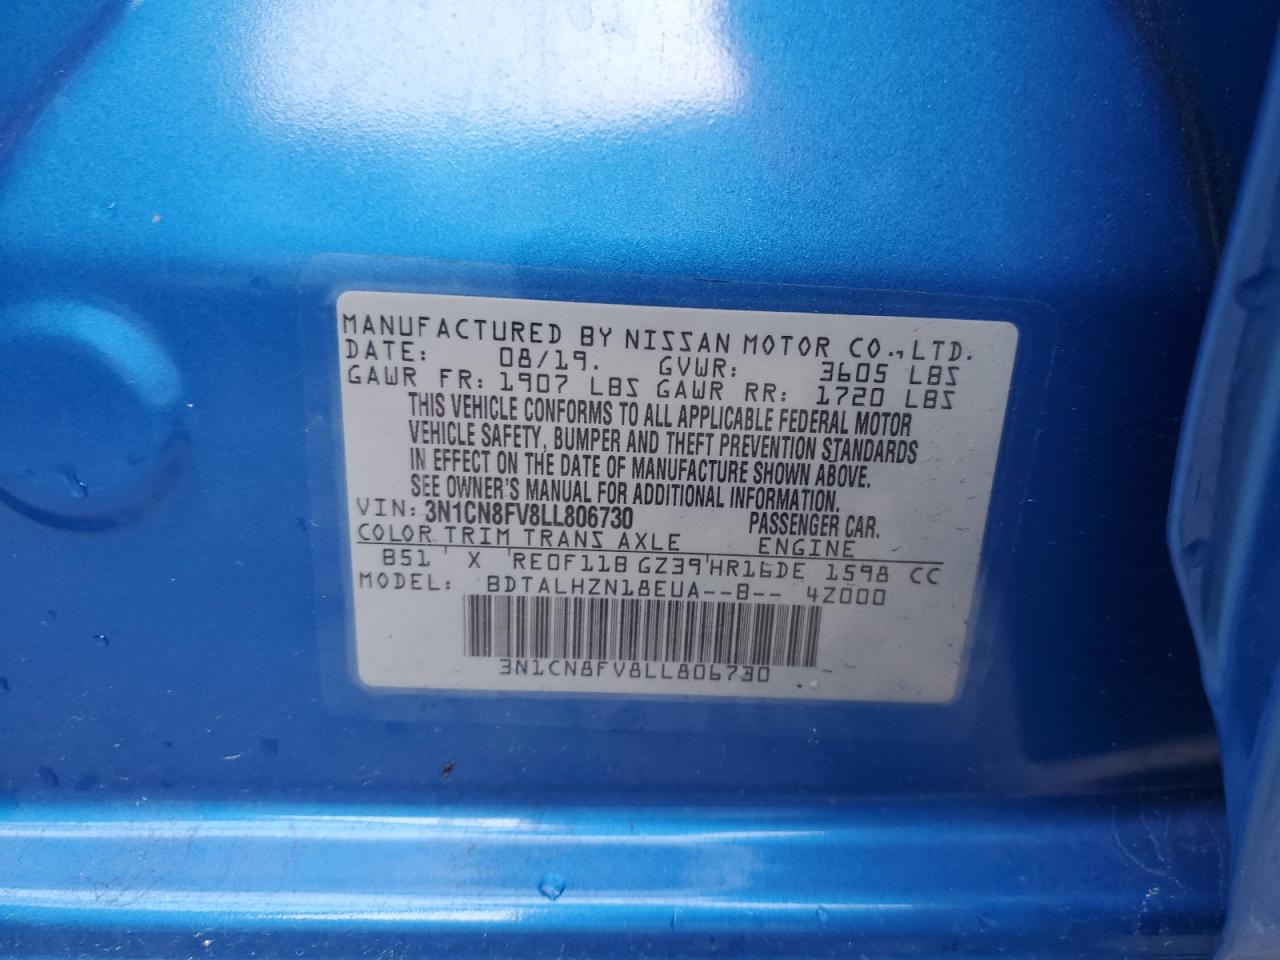 MANUFACTURED BY NISSAN MOTOR CO., LTD.
DATE: 08/19. GVWR: 3605 LBS
GAWR FR: 1907 LBS GAWR RR: 1720 LBS
THIS VEHICLE CONFORMS TO ALL APPLICABLE FEDERAL MOTOR
VEHICLE SAFETY, BUMPER AND THEFT PREVENTION STANDARDS
IN EFFECT ON THE DATE OF MANUFACTURE SHOWN ABOVE.
SEE OWNER'S MANUAL FOR ADDITIONAL INFORMATION.
VIN: 3N1CN8FV8LL806730 PASSENGER CAR.
COLOR TRIM TRANS AXLE ENGINE
B51 ' X 'RE0F11B GZ39'HR16DE 1598 CC
MODEL: BDTALHZN18EUA--B-- 4Z000
3N1CN8FV8LL806730